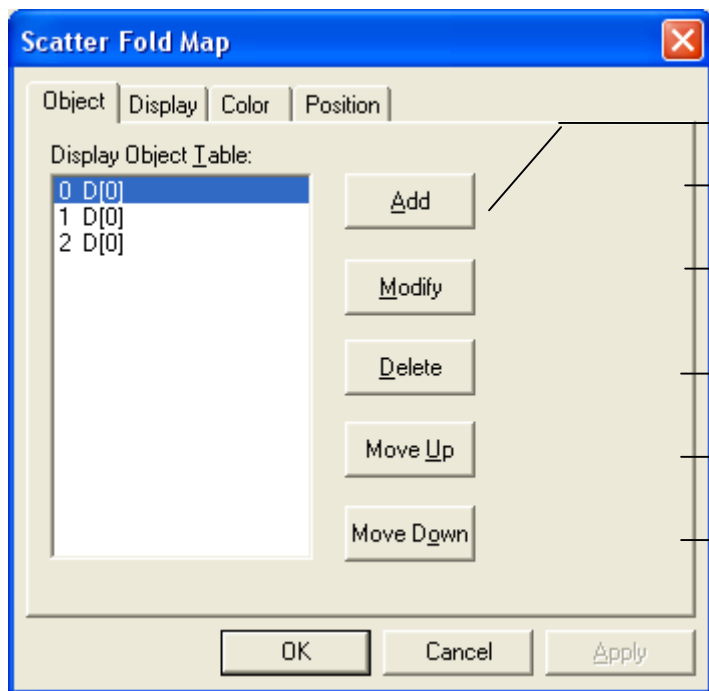 Scatter Fold Map
Object Display Color Position
Display Object Table:
0 D[0]
1 D[0]
2 D[0]
Add
Modify
Delete
Move Up
Move Down
OK Cancel Apply